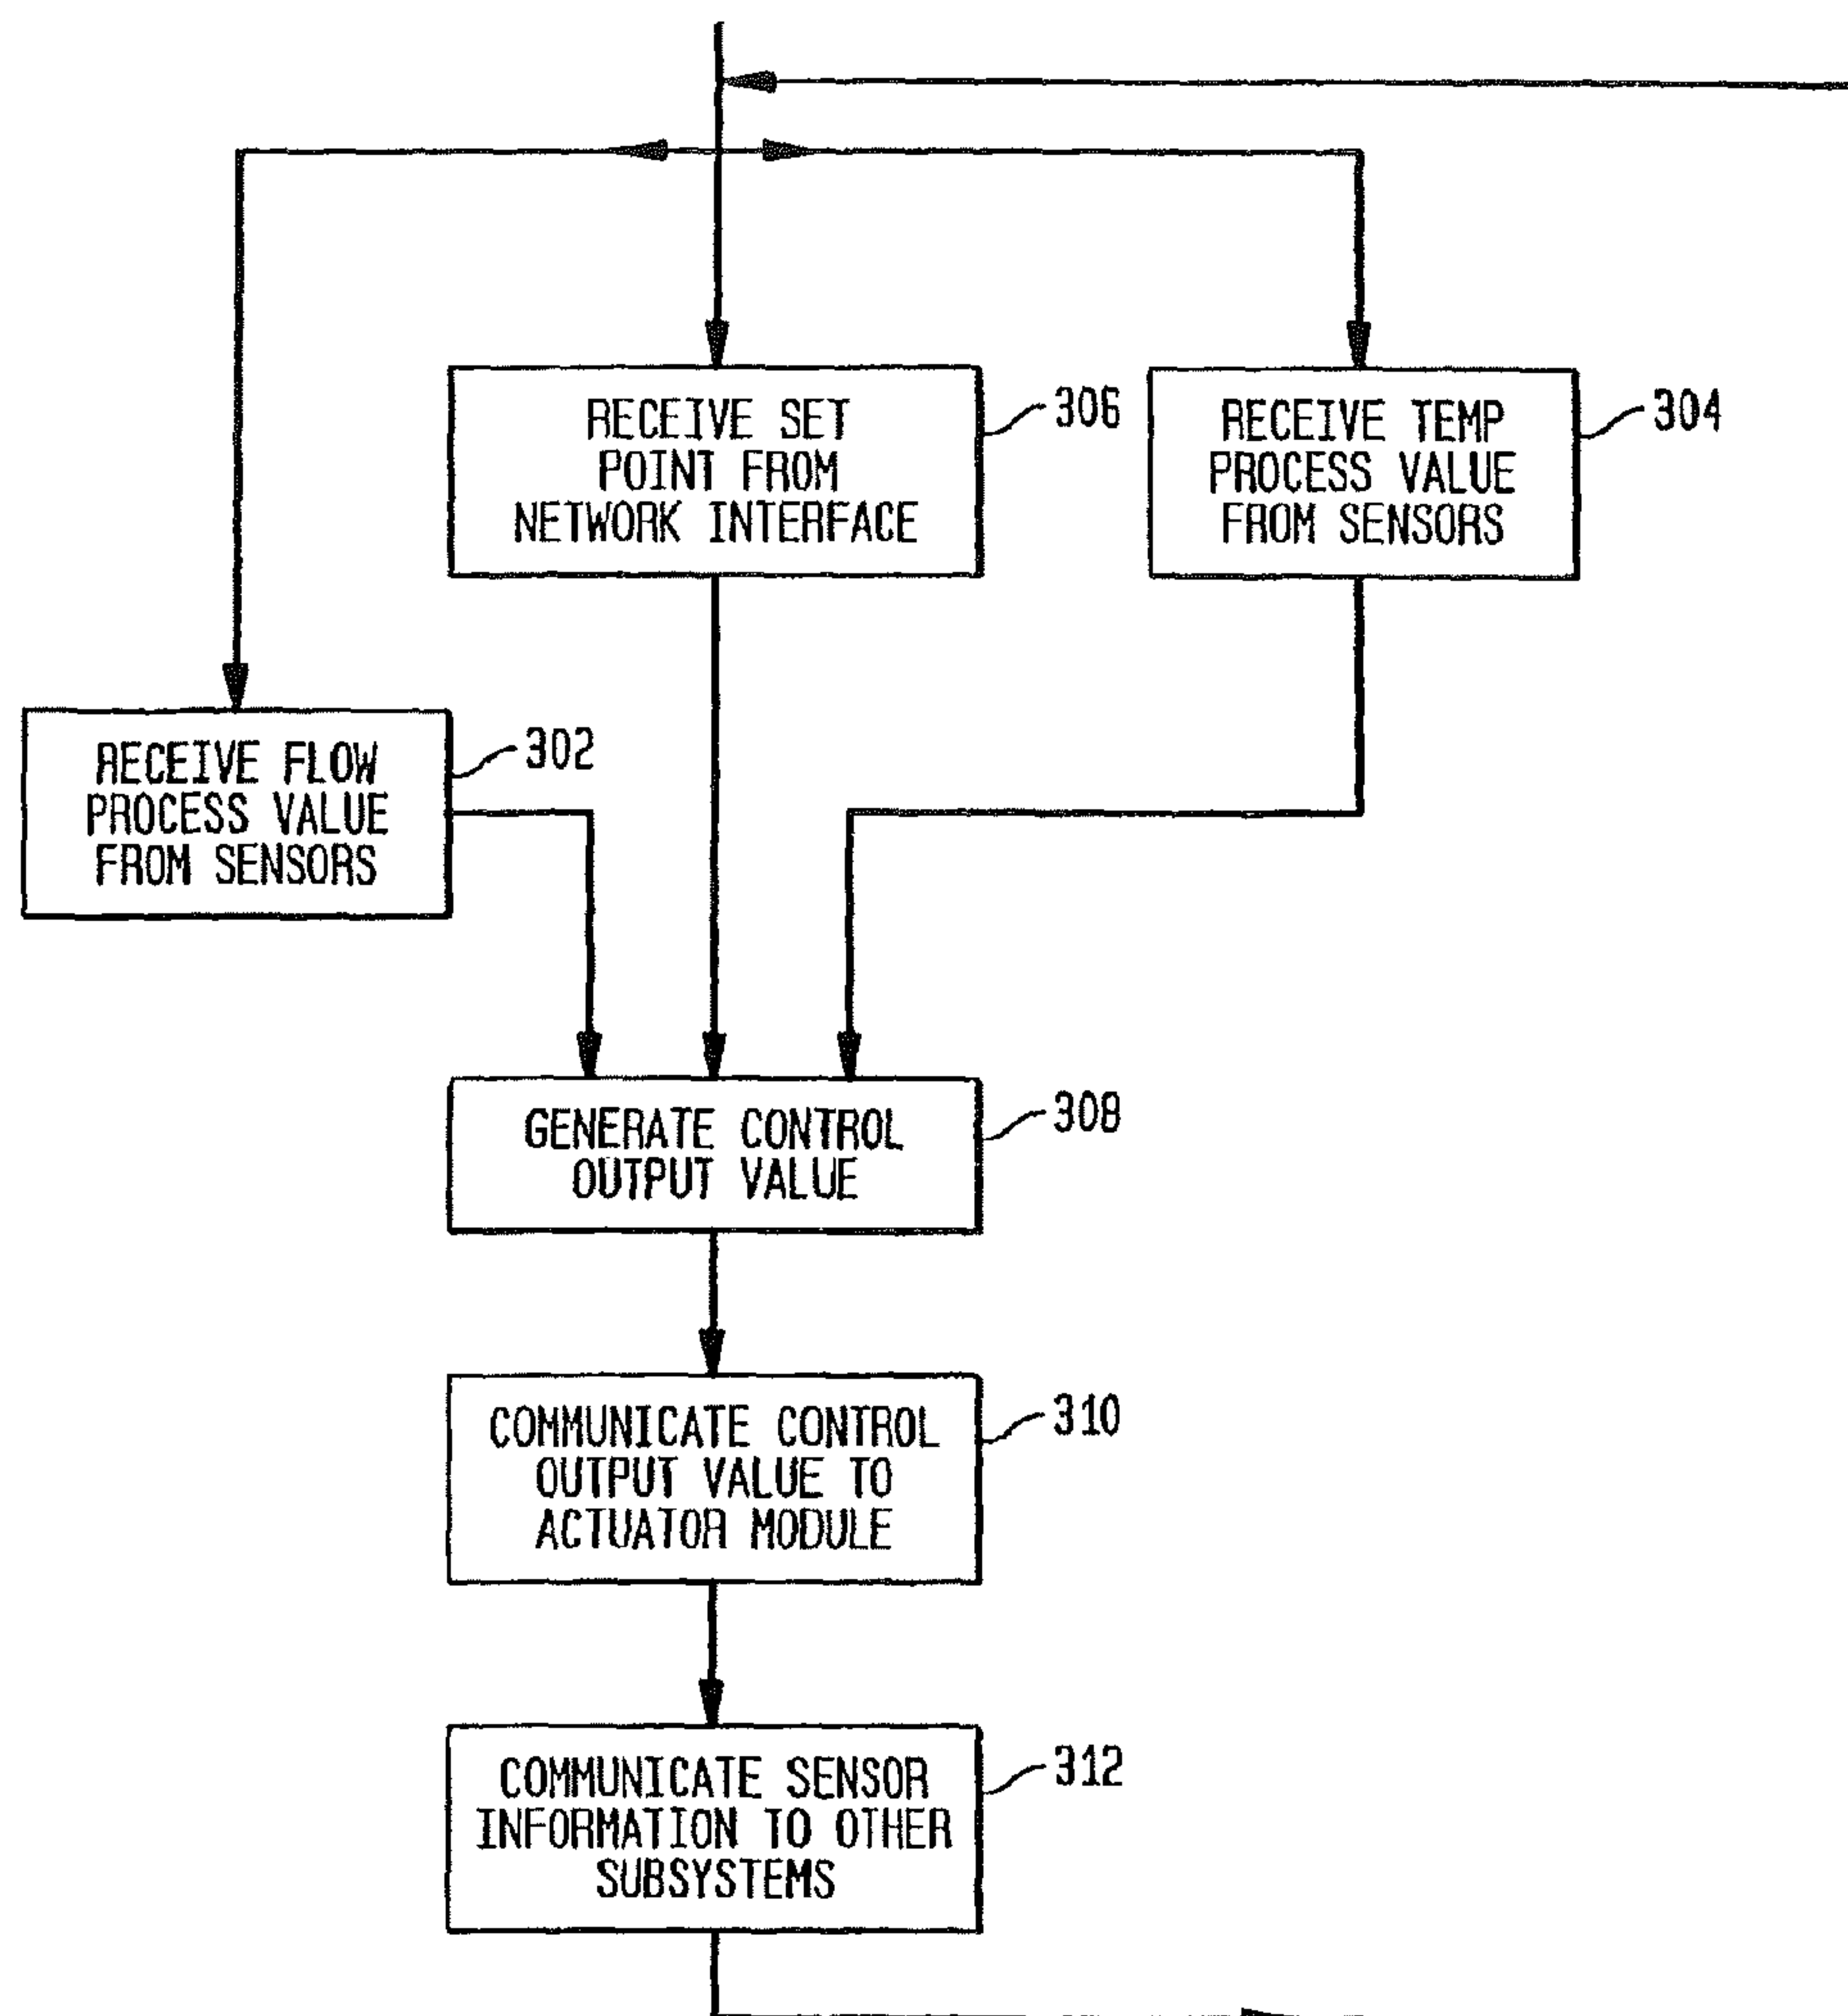 RECEIVE SET
POINT FROM
NETWORK INTERFACE
306
RECEIVE TEMP
PROCESS VALUE
FROM SENSORS
304
RECEIVE FLOW
PROCESS VALUE
FROM SENSORS
302
GENERATE CONTROL
OUTPUT VALUE
308
COMMUNICATE CONTROL
OUTPUT VALUE TO
ACTUATOR MODULE
310
COMMUNICATE SENSOR
INFORMATION TO OTHER
SUBSYSTEMS
312